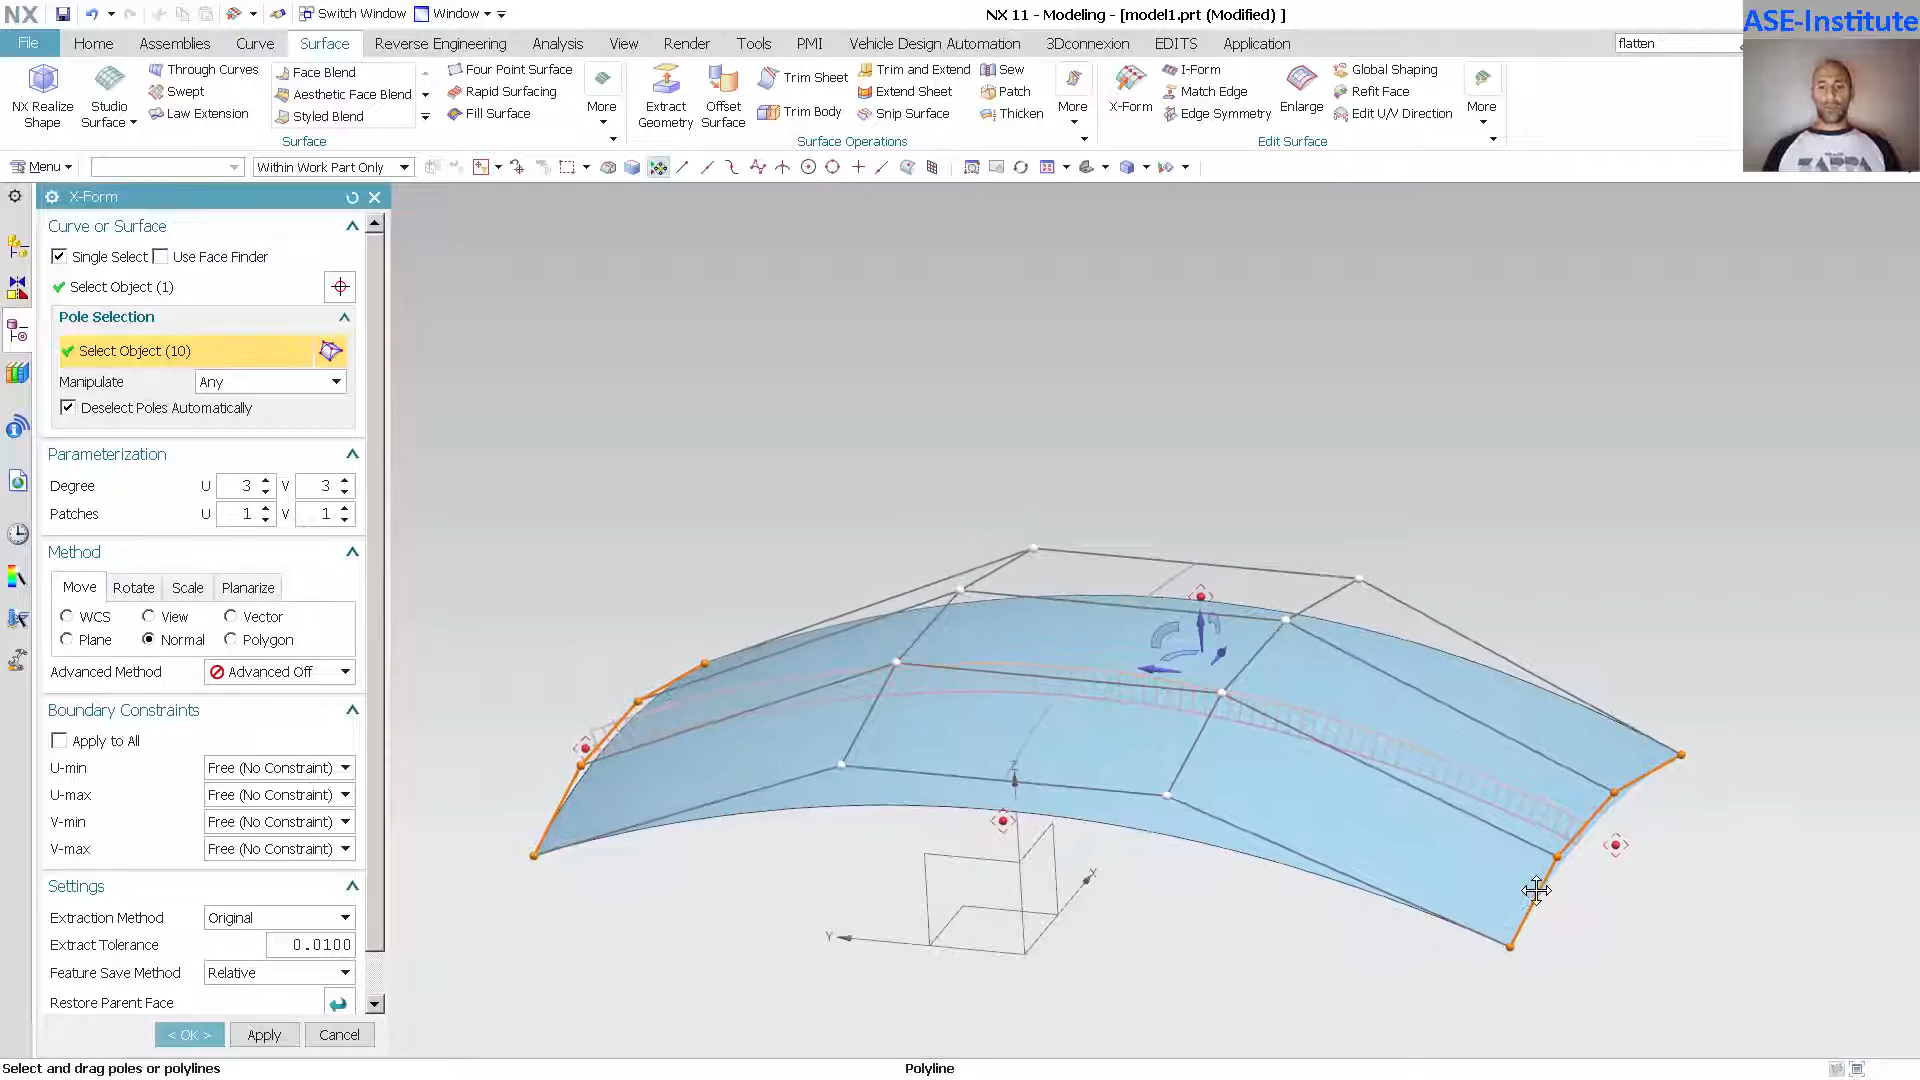 NX Switch Window Window NX 11 - Modeling - [model1.prt (Modified) ] ASE-Institute
File Home Assemblies Curve Surface Reverse Engineering Analysis View Render Tools PMI Vehicle Design Automation 3Dconnexion EDITS Application flatten
NX Realize Shape
Studio Surface
Through Curves
Swept
Law Extension
Face Blend
Aesthetic Face Blend
Styled Blend
Four Point Surface
Rapid Surfacing
Fill Surface
More
Surface
Extract Geometry
Offset Surface
Trim Sheet
Trim Body
Trim and Extend
Extend Sheet
Snip Surface
Sew
Patch
Thicken
More
Surface Operations
X-Form
I-Form
Match Edge
Edge Symmetry
Enlarge
Global Shaping
Refit Face
Edit U/V Direction
More
Edit Surface
Menu Within Work Part Only
X-Form
Curve or Surface
Single Select Use Face Finder
Select Object (1)
Pole Selection
Select Object (10)
Manipulate Any
Deselect Poles Automatically
Parameterization
Degree U 3 V 3
Patches U 1 V 1
Method
Move Rotate Scale Planarize
WCS View Vector
Plane Normal Polygon
Advanced Method Advanced Off
Boundary Constraints
Apply to All
U-min Free (No Constraint)
U-max Free (No Constraint)
V-min Free (No Constraint)
V-max Free (No Constraint)
Settings
Extraction Method Original
Extract Tolerance 0.0100
Feature Save Method Relative
Restore Parent Face
< OK > Apply Cancel
Z
X
Y
Select and drag poles or polylines Polyline